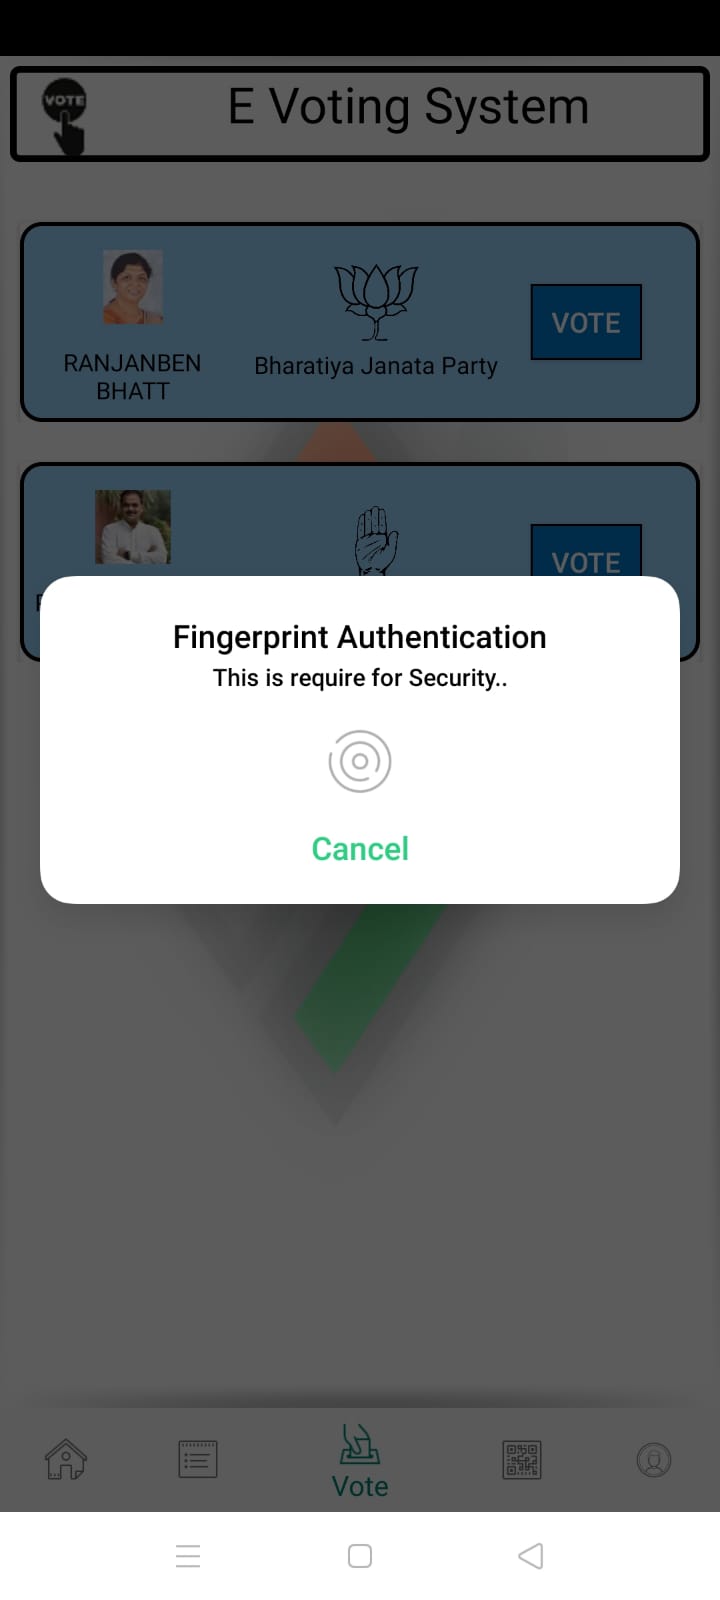 VOTE
E Voting System
RANJANBEN
BHATT
Bharatiya Janata Party
VOTE
VOTE
Fingerprint Authentication
This is require for Security..
Cancel
Vote